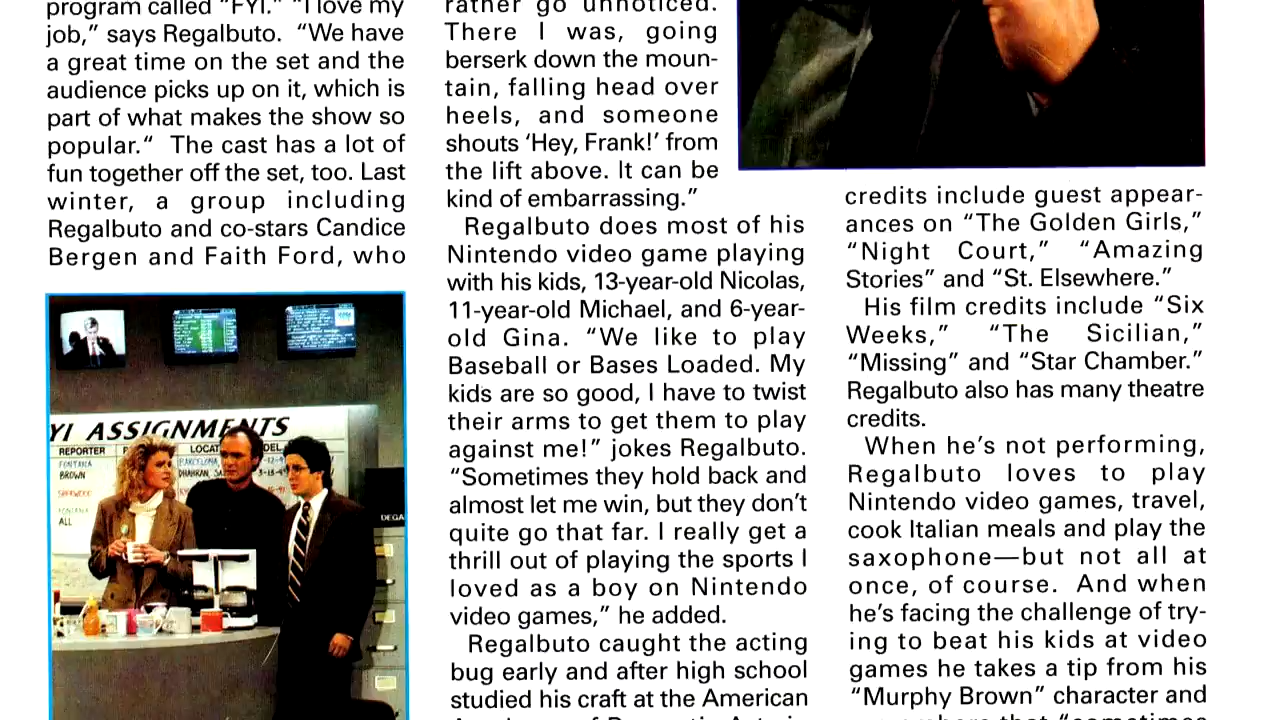 program called “FYI.” “I love my
job,” says Regalbuto. “We have
a great time on the set and the
audience picks up on it, which is
part of what makes the show so
popular.“ The cast has a lot of
fun together off the set, too. Last
winter, a group including
Regalbuto and co-stars Candice
Bergen and Faith Ford, who
YI ASSIGNMENTS
REPORTER
LOCAT
DEL
FONTANA
BARCELONA
BROWN
DHAHRAN, SA
SHERWOOD
FONTANA
ALL
rather go unnoticed.
There I was, going
berserk down the moun-
tain, falling head over
heels, and someone
shouts ‘Hey, Frank!’ from
the lift above. It can be
kind of embarrassing.”
Regalbuto does most of his
Nintendo video game playing
with his kids, 13-year-old Nicolas,
11-year-old Michael, and 6-year-
old Gina. “We like to play
Baseball or Bases Loaded. My
kids are so good, I have to twist
their arms to get them to play
against me!” jokes Regalbuto.
“Sometimes they hold back and
almost let me win, but they don’t
quite go that far. I really get a
thrill out of playing the sports I
loved as a boy on Nintendo
video games,” he added.
Regalbuto caught the acting
bug early and after high school
studied his craft at the American
credits include guest appear-
ances on “The Golden Girls,”
“Night Court,” “Amazing
Stories” and “St. Elsewhere.”
His film credits include “Six
Weeks,” “The Sicilian,”
“Missing” and “Star Chamber.”
Regalbuto also has many theatre
credits.
When he’s not performing,
Regalbuto loves to play
Nintendo video games, travel,
cook Italian meals and play the
saxophone—but not all at
once, of course. And when
he’s facing the challenge of try-
ing to beat his kids at video
games he takes a tip from his
“Murphy Brown” character and
that “sometimes